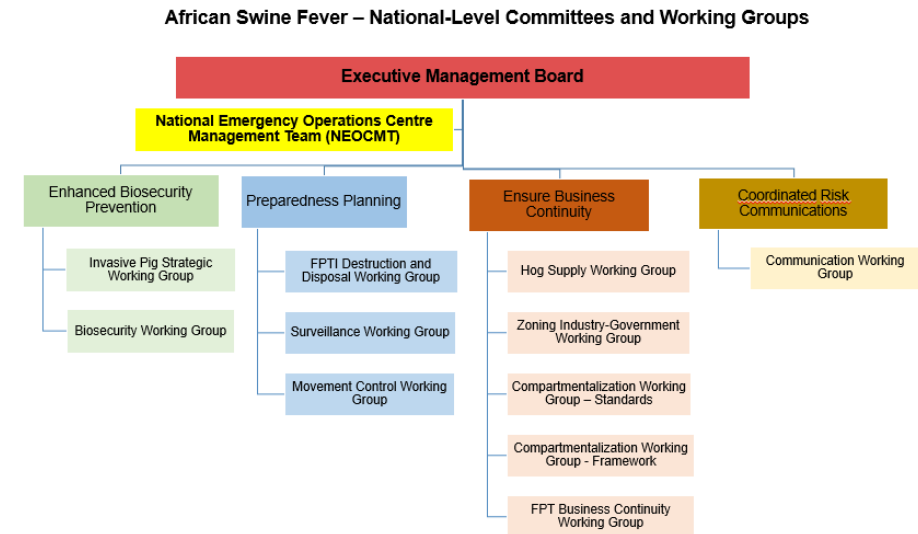 African Swine Fever – National-Level Committees and Working Groups
Executive Management Board
National Emergency Operations Centre
Management Team (NEOCMT)
Enhanced Biosecurity
Prevention
Invasive Pig Strategic
Working Group
Biosecurity Working Group
Preparedness Planning
FPTI Destruction and
Disposal Working Group
Surveillance Working Group
Movement Control Working
Group
Ensure Business
Continuity
Hog Supply Working Group
Zoning Industry-Government
Working Group
Compartmentalization Working
Group – Standards
Compartmentalization Working
Group - Framework
FPT Business Continuity
Working Group
Coordinated Risk
Communications
Communication Working
Group